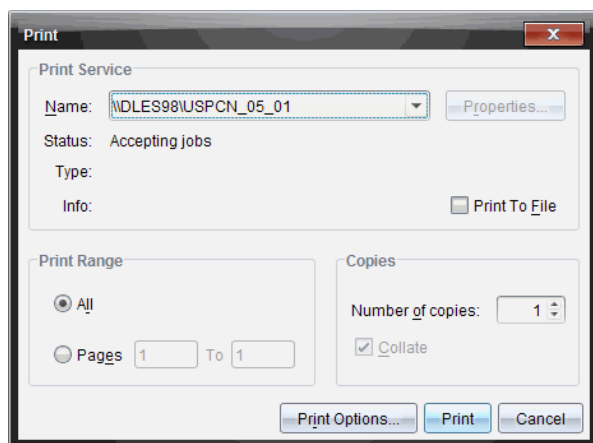 Print
Print Service
Name: \\DLES98\USPCN_05_01 Properties...
Status: Accepting jobs
Type:
Info: Print To File
Print Range
All
Pages 1 To 1
Copies
Number of copies: 1
Collate
Print Options... Print Cancel